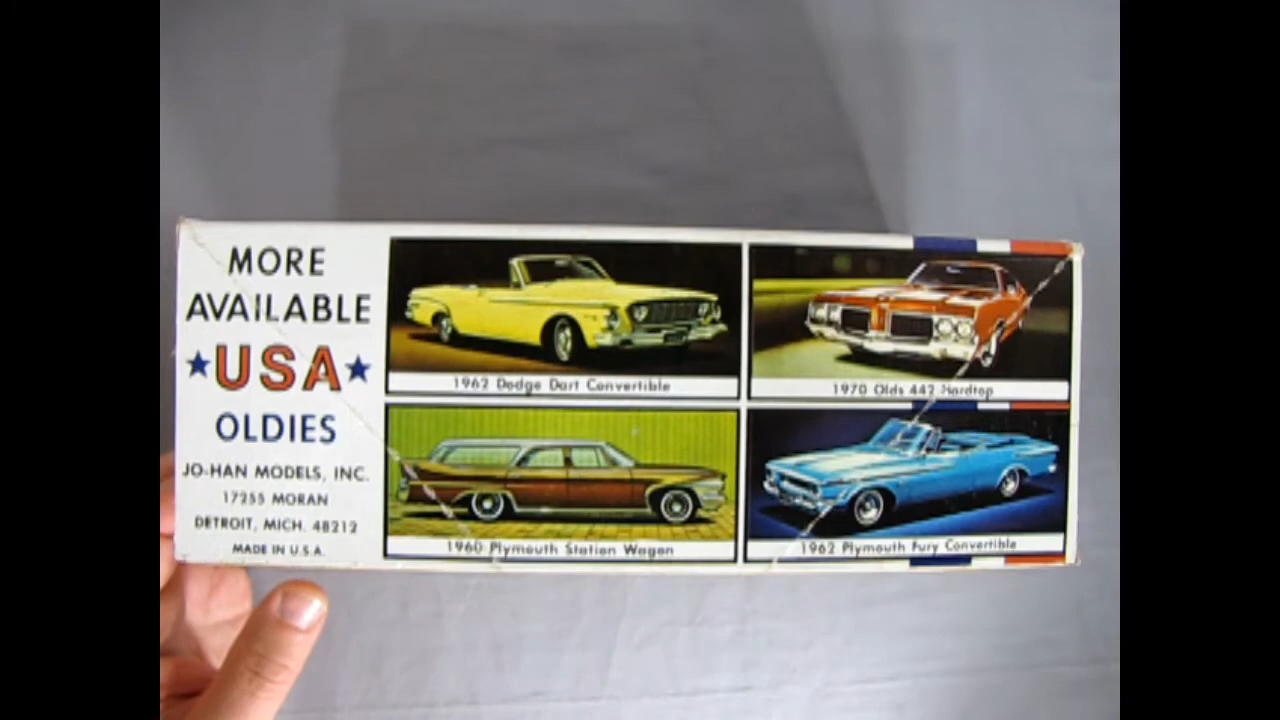 MORE
AVAILABLE
USA
OLDIES
JO-HAN MODELS, INC.
17255 MORAN
DETROIT, MICH. 48212
MADE IN U.S.A.
1962 Dodge Dart Convertible
1970 Olds 442 Hardtop
1960 Plymouth Station Wagon
1962 Plymouth Fury Convertible